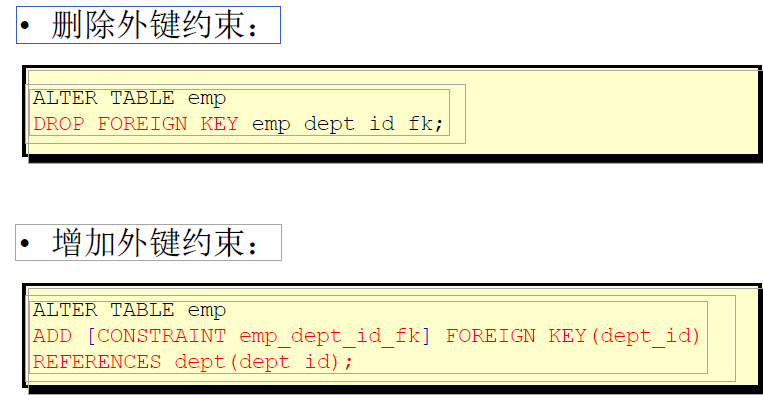 • 删除外键约束：
ALTER TABLE emp
DROP FOREIGN KEY emp dept id fk;
• 增加外键约束：
ALTER TABLE emp
ADD [CONSTRAINT emp_dept_id_fk] FOREIGN KEY(dept_id)
REFERENCES dept(dept id);